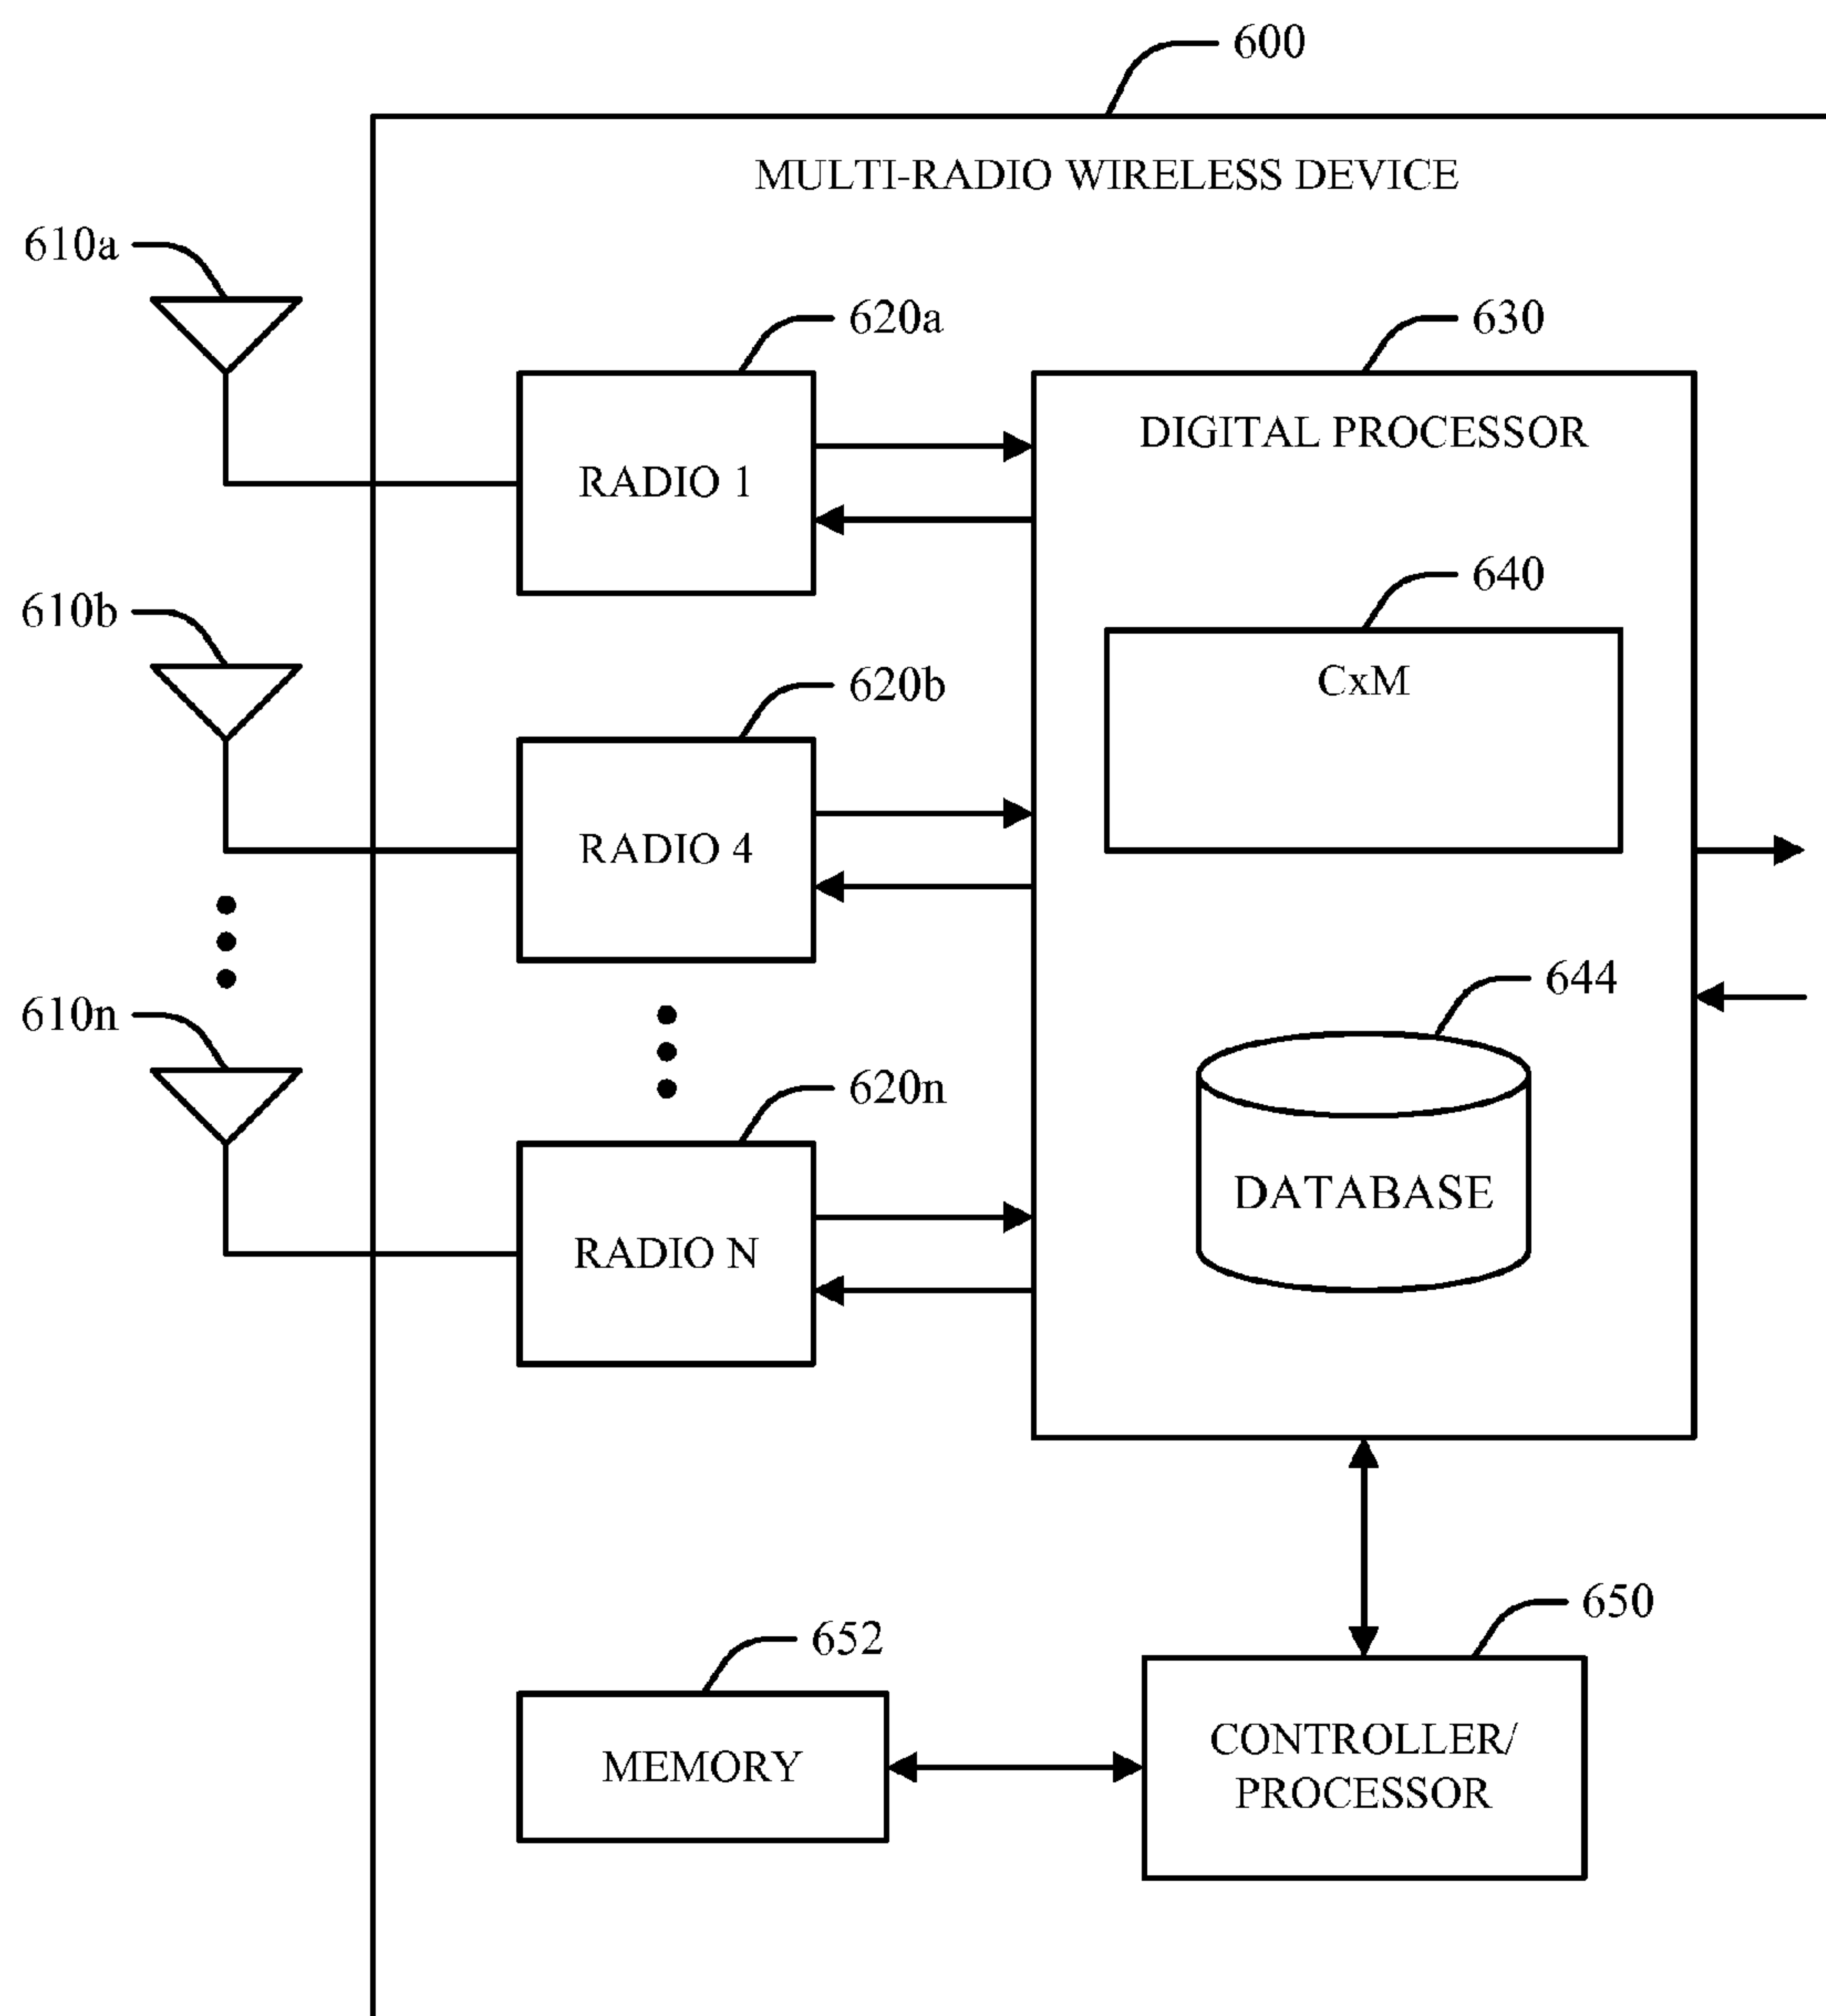 600
MULTI-RADIO WIRELESS DEVICE
610a
620a
630
RADIO 1
DIGITAL PROCESSOR
640
CxM
610b
620b
RADIO 4
644
DATABASE
610n
620n
RADIO N
650
CONTROLLER/
PROCESSOR
652
MEMORY